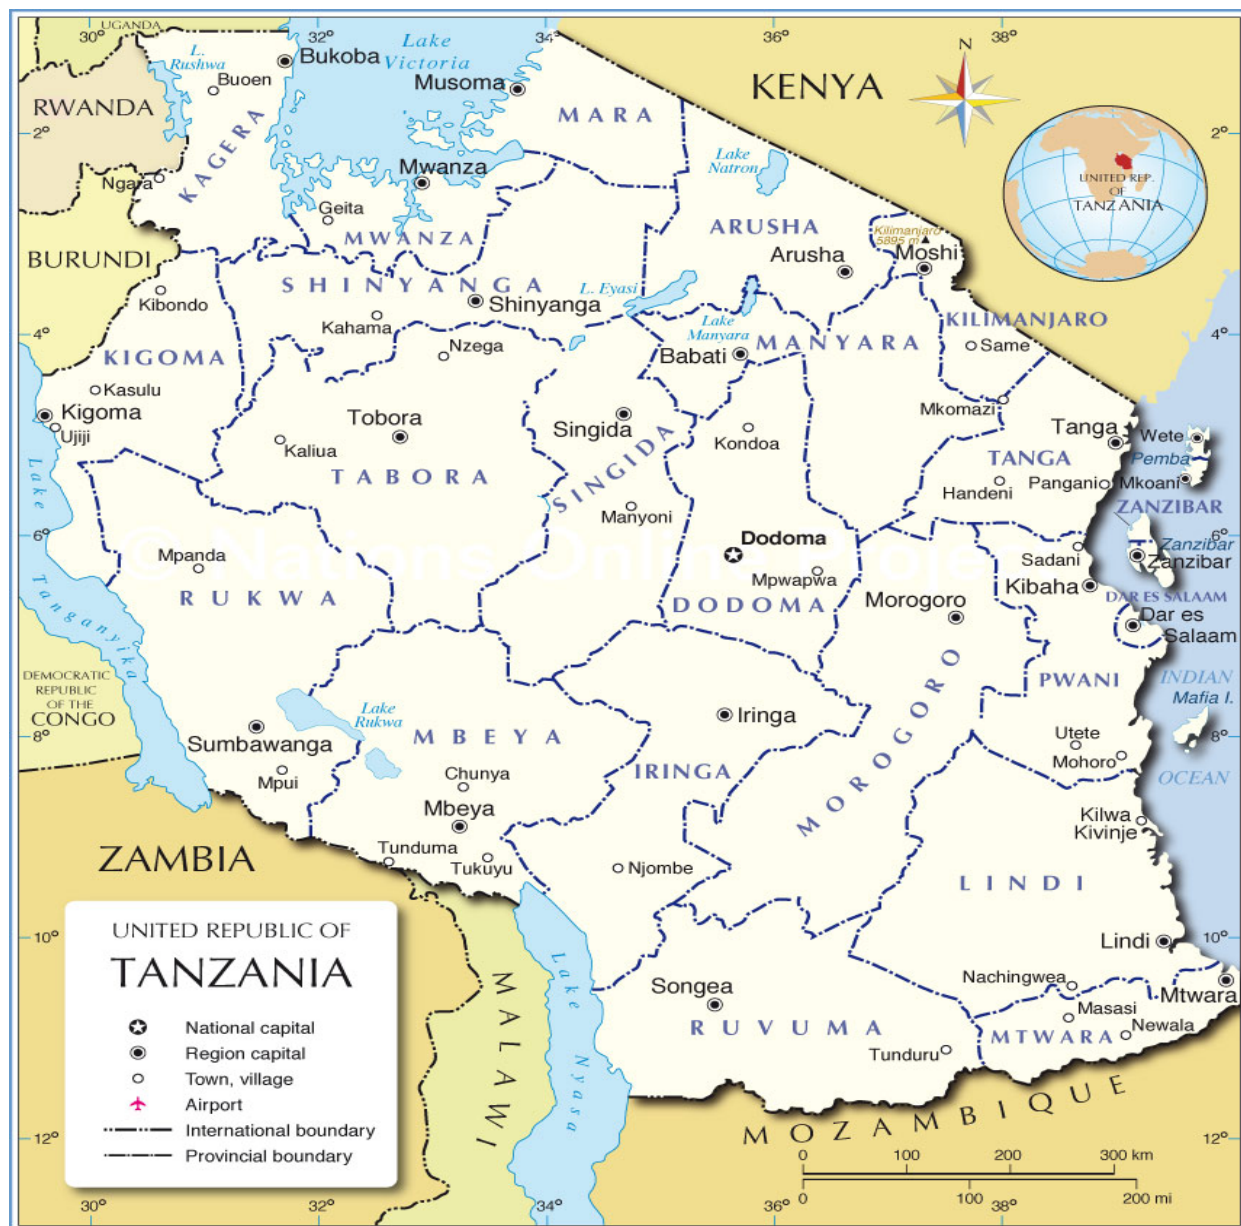 UGANDA
30°
32°
34°
36°
38°
L.
Rushwa
Buoen
Bukoba
Lake
Victoria
Musoma
KENYA
N
RWANDA
2°
2°
MARA
KAGERA
Mwanza
Lake
Natron
UNITED REP.
OF
TANZANIA
Ngara
Geita
MWANZA
ARUSHA
Kilimanjaro
5895 m
Arusha
Moshi
BURUNDI
Kibondo
SHINYANGA
Shinyanga
L. Eyasi
Kahama
Nzega
Lake
Manyara
Babati
MANYARA
KILIMANJARO
Same
4°
4°
KIGOMA
Kasulu
Kigoma
Ujiji
Tobora
Kaliua
TABORA
Singida
SINGIDA
Manyoni
Kondoa
Mkomazi
Tanga
TANGA
Handeni
Pangani
Wete
Pemba
Mkoani
ZANZIBAR
Zanzibar
Zanzibar
6°
6°
© Nations Online Proje
Mpanda
RUKWA
Dodoma
Mpwapwa
DODOMA
Morogoro
Sadani
Kibaha
DAR ES SALAAM
Dar es
Salaam
Lake Tanganyika
DEMOCRATIC
REPUBLIC
OF THE
CONGO
PWANI
INDIAN
Mafia I.
OCEAN
Sumbawanga
Mpui
Lake
Rukwa
MBEYA
Chunya
Mbeya
Tunduma
Tukuyu
Iringa
IRINGA
Njombe
MOROGORO
Utete
Mohoro
8°
8°
Kilwa
Kivinje
LINDI
Lindi
ZAMBIA
10°
10°
MALAWI
Lake Nyasa
Songea
RUVUMA
Tunduru
Nachingwea
Masasi
Newala
MTWARA
Mtwara
MOZAMBIQUE
12°
12°
UNITED REPUBLIC OF
TANZANIA
National capital
Region capital
Town, village
Airport
International boundary
Provincial boundary
0 100 200 300 km
0 100 200 mi
30°
32°
34°
36°
38°